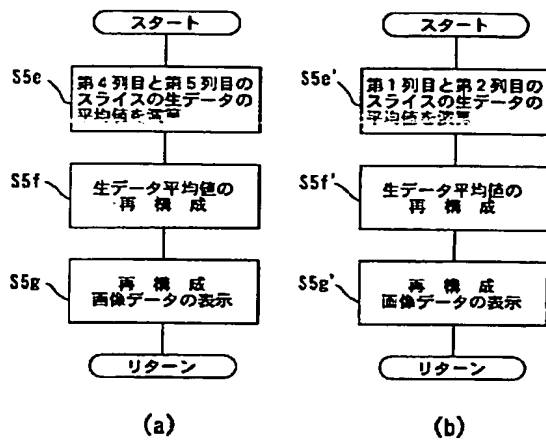 スタート
S5e
第4列目と第5列目の
スライスの生データの
平均値を演算
S5f
生データ平均値の
再構成
S5g
再構成
画像データの表示
リターン
(a)
スタート
S5e'
第1列目と第2列目の
スライスの生データの
平均値を演算
S5f'
生データ平均値の
再構成
S5g'
再構成
画像データの表示
リターン
(b)